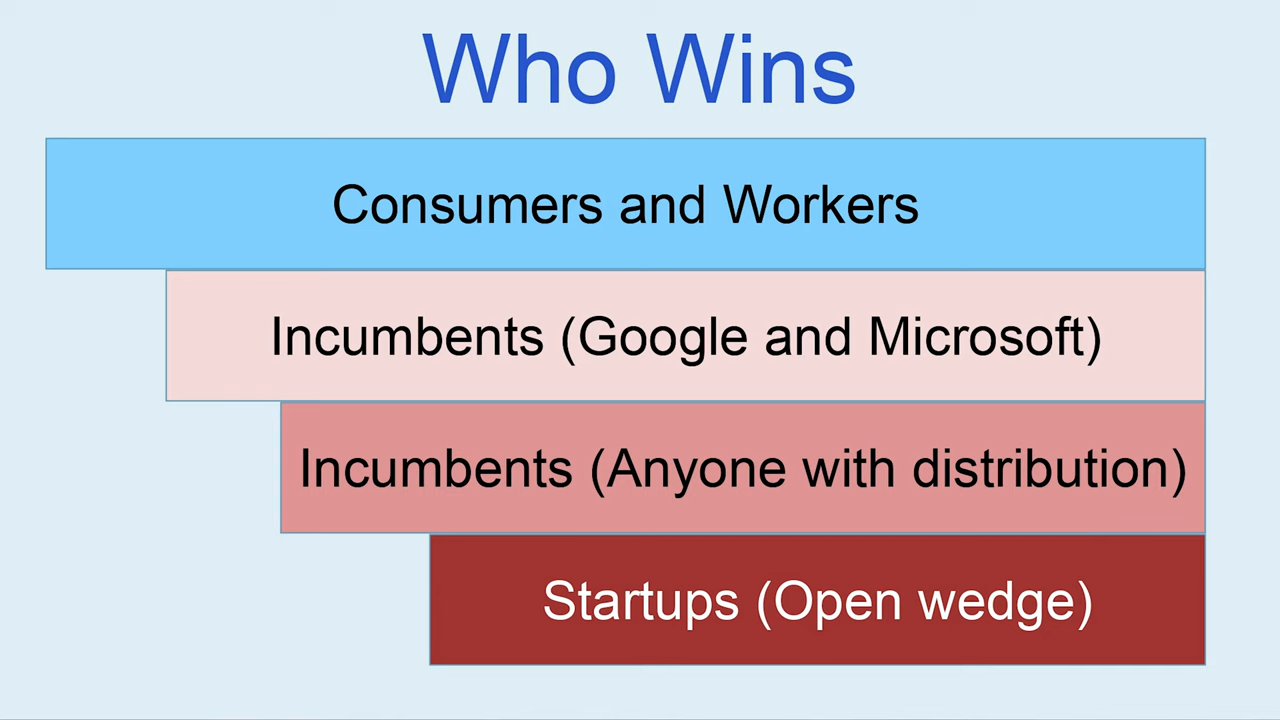 Who Wins
Consumers and Workers
Incumbents (Google and Microsoft)
Incumbents (Anyone with distribution)
Startups (Open wedge)